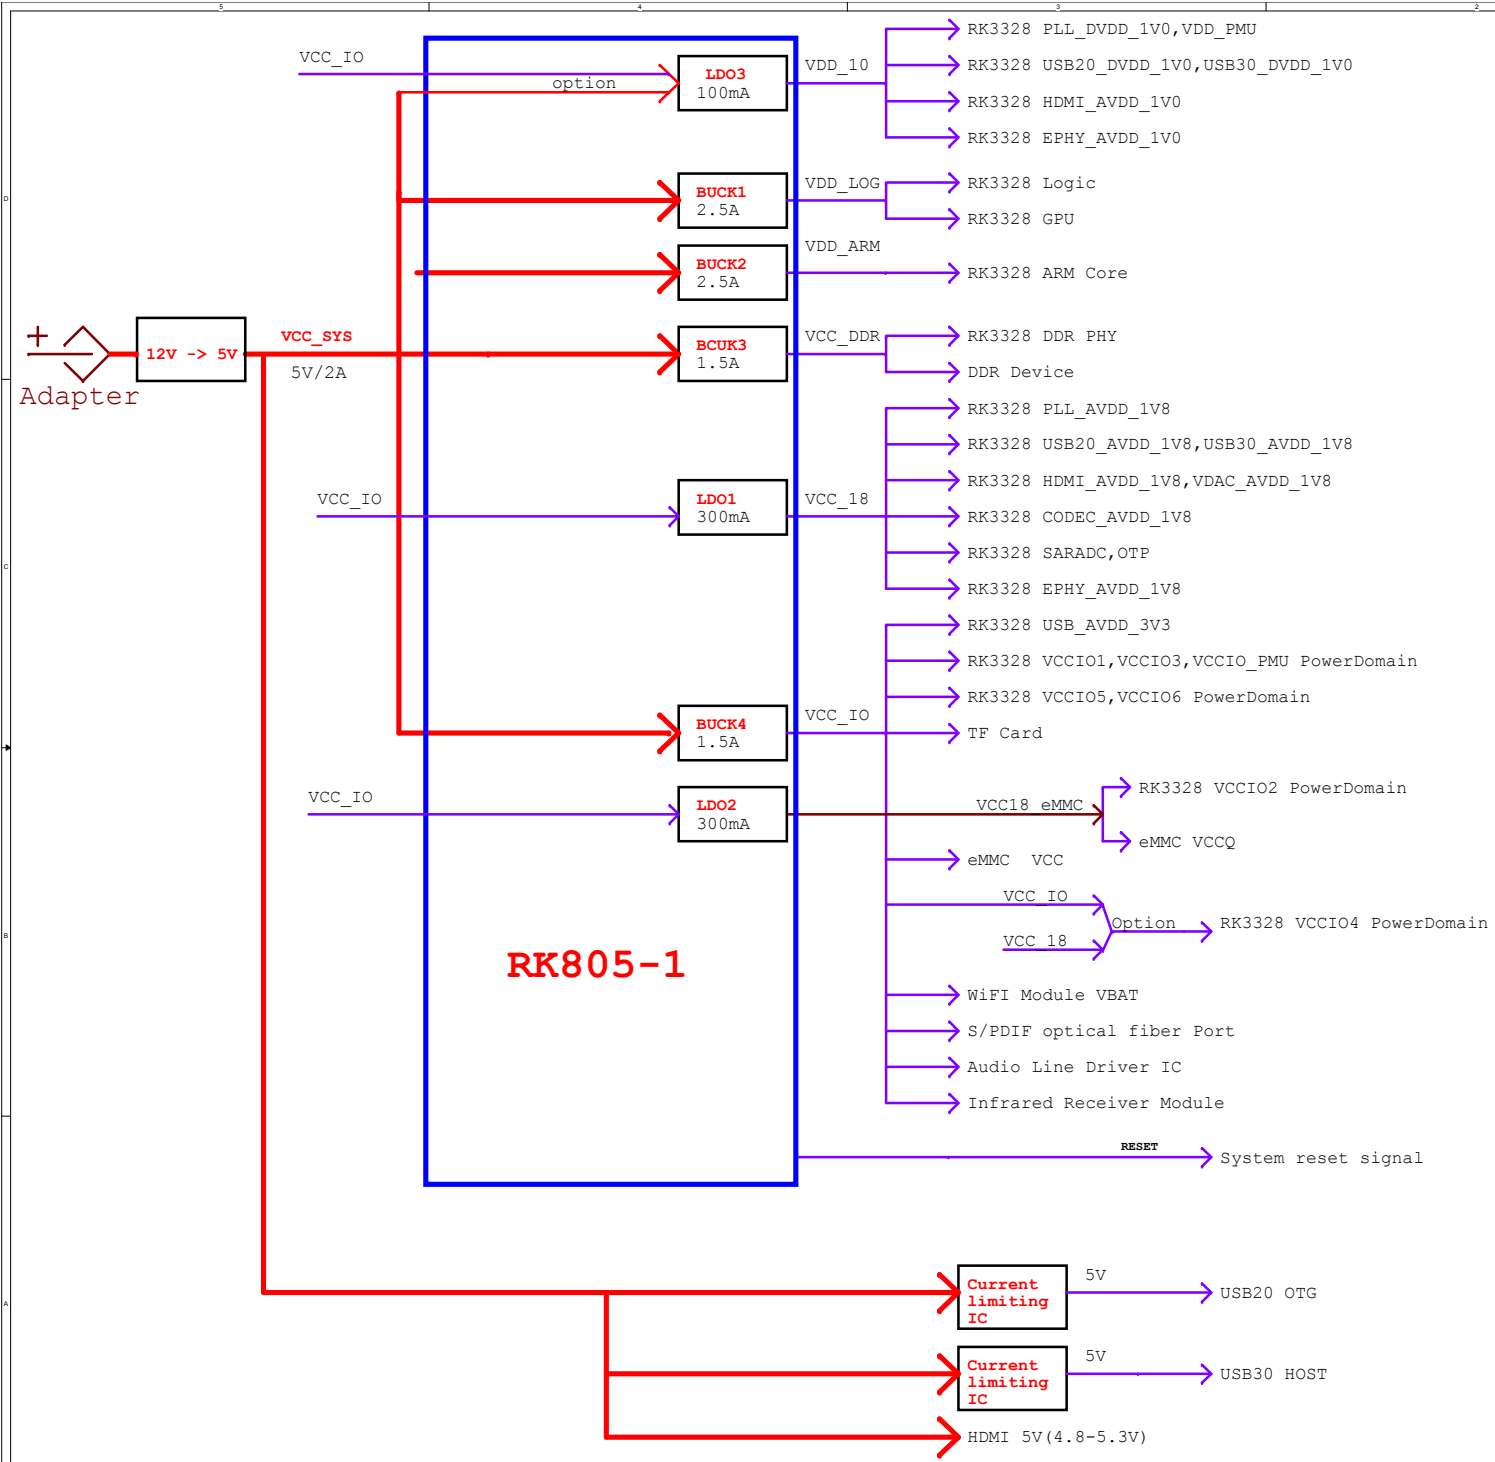 5 4 3 2
VCC_IO
option
LDO3
100mA
VDD_10
RK3328 PLL_DVDD_1V0,VDD_PMU
RK3328 USB20_DVDD_1V0,USB30_DVDD_1V0
RK3328 HDMI_AVDD_1V0
RK3328 EPHY_AVDD_1V0
D
BUCK1
2.5A
VDD_LOG
RK3328 Logic
RK3328 GPU
BUCK2
2.5A
VDD_ARM
RK3328 ARM Core
+
Adapter
12V -> 5V
VCC_SYS
5V/2A
BCUK3
1.5A
VCC_DDR
RK3328 DDR PHY
DDR Device
VCC_IO
LDO1
300mA
VCC_18
RK3328 PLL_AVDD_1V8
RK3328 USB20_AVDD_1V8,USB30_AVDD_1V8
RK3328 HDMI_AVDD_1V8,VDAC_AVDD_1V8
RK3328 CODEC_AVDD_1V8
RK3328 SARADC,OTP
RK3328 EPHY_AVDD_1V8
C
BUCK4
1.5A
VCC_IO
RK3328 USB_AVDD_3V3
RK3328 VCCIO1,VCCIO3,VCCIO_PMU PowerDomain
RK3328 VCCIO5,VCCIO6 PowerDomain
TF Card
VCC_IO
LDO2
300mA
VCC18_eMMC
RK3328 VCCIO2 PowerDomain
eMMC VCCQ
eMMC VCC
VCC_IO
VCC_18
Option
RK3328 VCCIO4 PowerDomain
B
RK805-1
WiFI Module VBAT
S/PDIF optical fiber Port
Audio Line Driver IC
Infrared Receiver Module
RESET
System reset signal
A
Current
limiting
IC
5V
USB20 OTG
Current
limiting
IC
5V
USB30 HOST
HDMI 5V(4.8-5.3V)